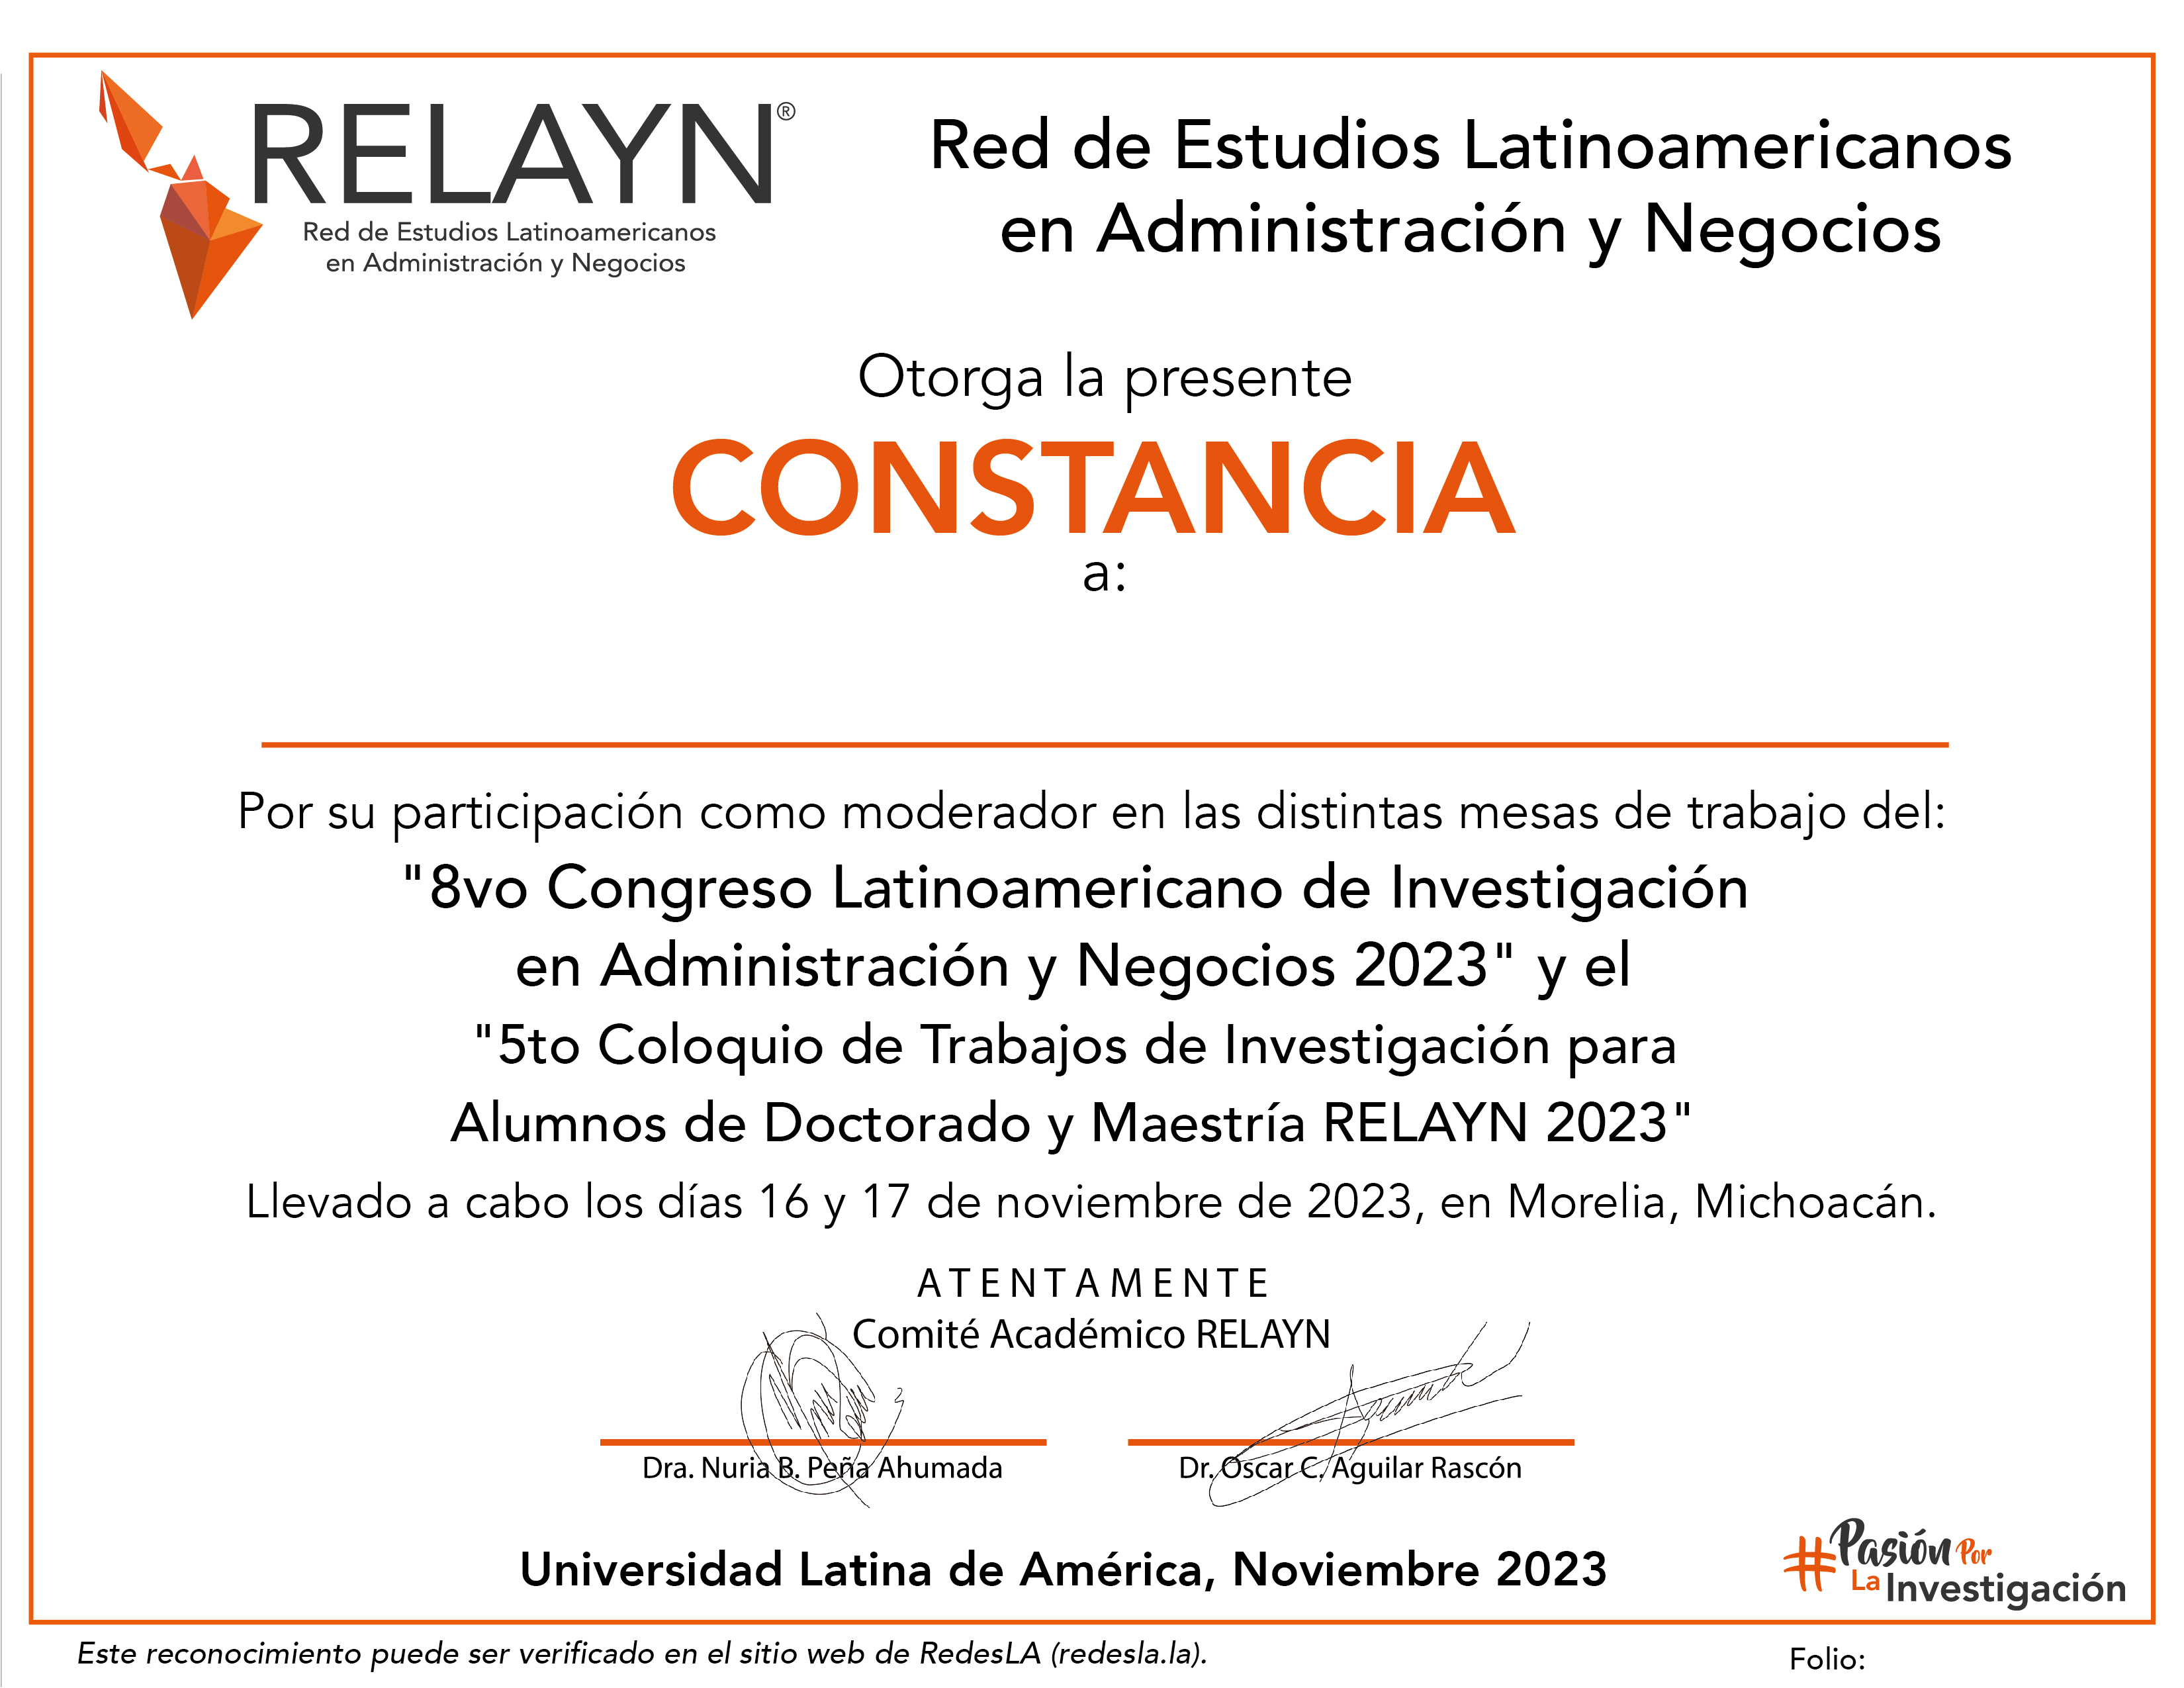 RELAYN®
Red de Estudios Latinoamericanos
en Administración y Negocios
Red de Estudios Latinoamericanos
en Administración y Negocios
Otorga la presente
CONSTANCIA
a:
Por su participación como moderador en las distintas mesas de trabajo del:
"8vo Congreso Latinoamericano de Investigación
en Administración y Negocios 2023" y el
"5to Coloquio de Trabajos de Investigación para
Alumnos de Doctorado y Maestría RELAYN 2023"
Llevado a cabo los días 16 y 17 de noviembre de 2023, en Morelia, Michoacán.
ATENTAMENTE
Comité Académico RELAYN
Dra. Nuria B. Peña Ahumada
Dr. Oscar C. Aguilar Rascón
Universidad Latina de América, Noviembre 2023
#Pasión Por
La Investigación
Este reconocimiento puede ser verificado en el sitio web de RedesLA (redesla.la).
Folio: